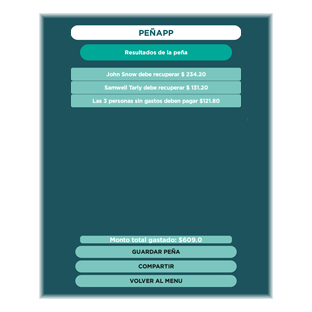 PEÑAPP
Resultados de la peña
John Snow debe recuperar $ 234.20
Samwell Tarly debe recuperar $ 131.20
Las 3 personas sin gastos deben pagar $121.80
Monto total gastado: $609.0
GUARDAR PEÑA
COMPARTIR
VOLVER AL MENU